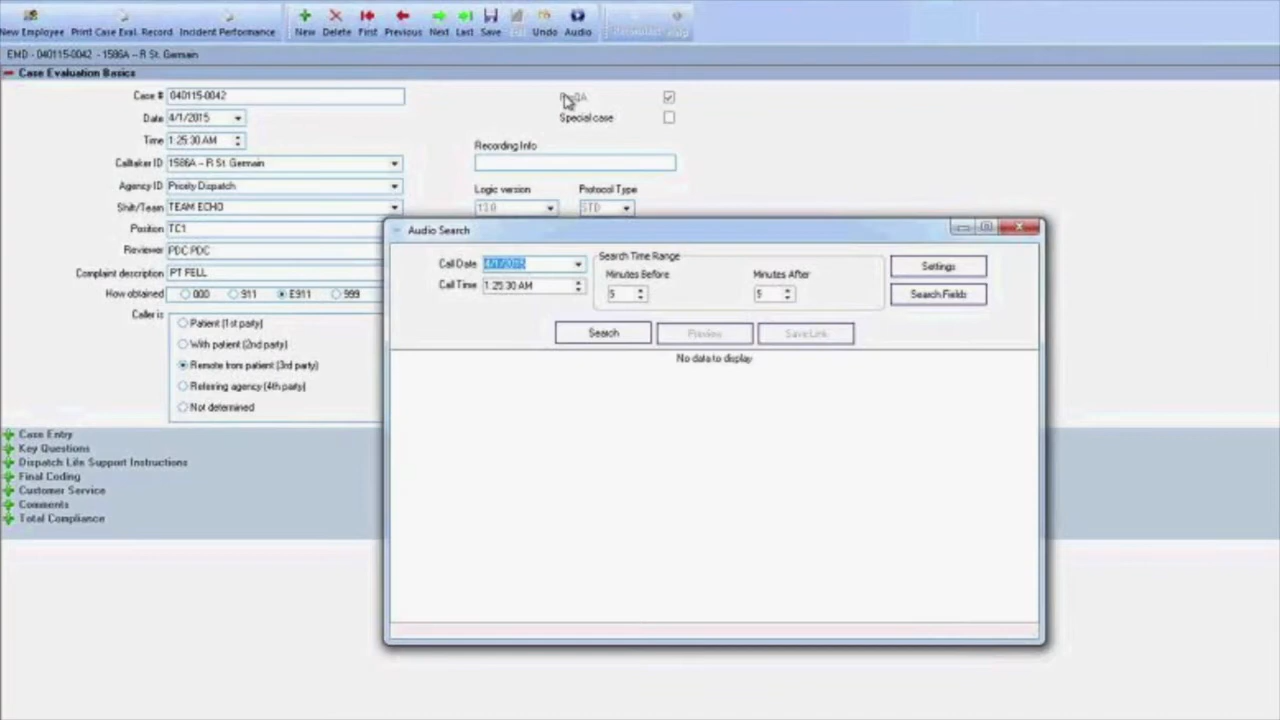 New Employee Print Case Eval. Record Incident Performance New Delete First Previous Next Last Save Undo Audio
EMD - 040115-0042 - 1586A -- R St. Germain
Case Evaluation Basics
Case # 040115-0042
Date 4/1/2015
Special case
Time 1:25:30 AM
Recording Info
Calltaker ID 1586A -- R St. Germain
Agency ID Priority Dispatch
Logic version Protocol Type
Shift/Team TEAM ECHO
13.0 STD
Position TC1
Reviewer PDC PDC
Complaint description PT FELL
How obtained 000 911 E911 999
Caller is
Patient (1st party)
With patient (2nd party)
Remote from patient (3rd party)
Referring agency (4th party)
Not determined
Case Entry
Key Questions
Dispatch Life Support Instructions
Final Coding
Customer Service
Comments
Total Compliance
Audio Search
Call Date 4/1/2015
Call Time 1:25:30 AM
Search Time Range
Minutes Before Minutes After
5 5
Settings
Search Fields
Search Preview Save Link
No data to display